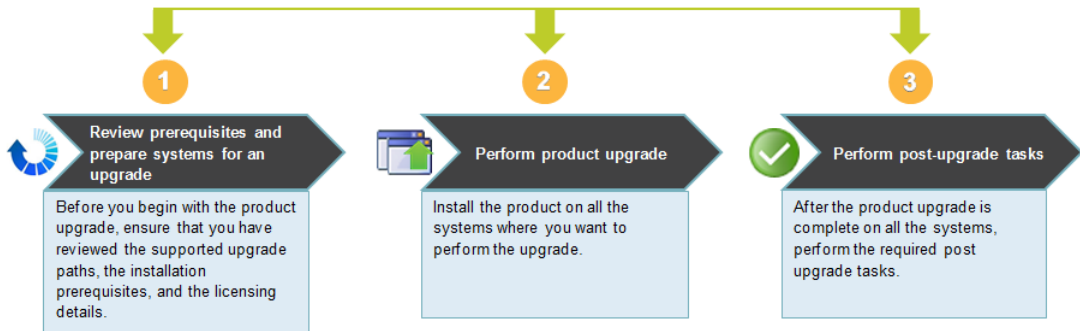 1
Review prerequisites and
prepare systems for an
upgrade
Before you begin with the product
upgrade, ensure that you have
reviewed the supported upgrade
paths, the installation
prerequisites, and the licensing
details.
2
Perform product upgrade
Install the product on all the
systems where you want to
perform the upgrade.
3
Perform post-upgrade tasks
After the product upgrade is
complete on all the systems,
perform the required post
upgrade tasks.